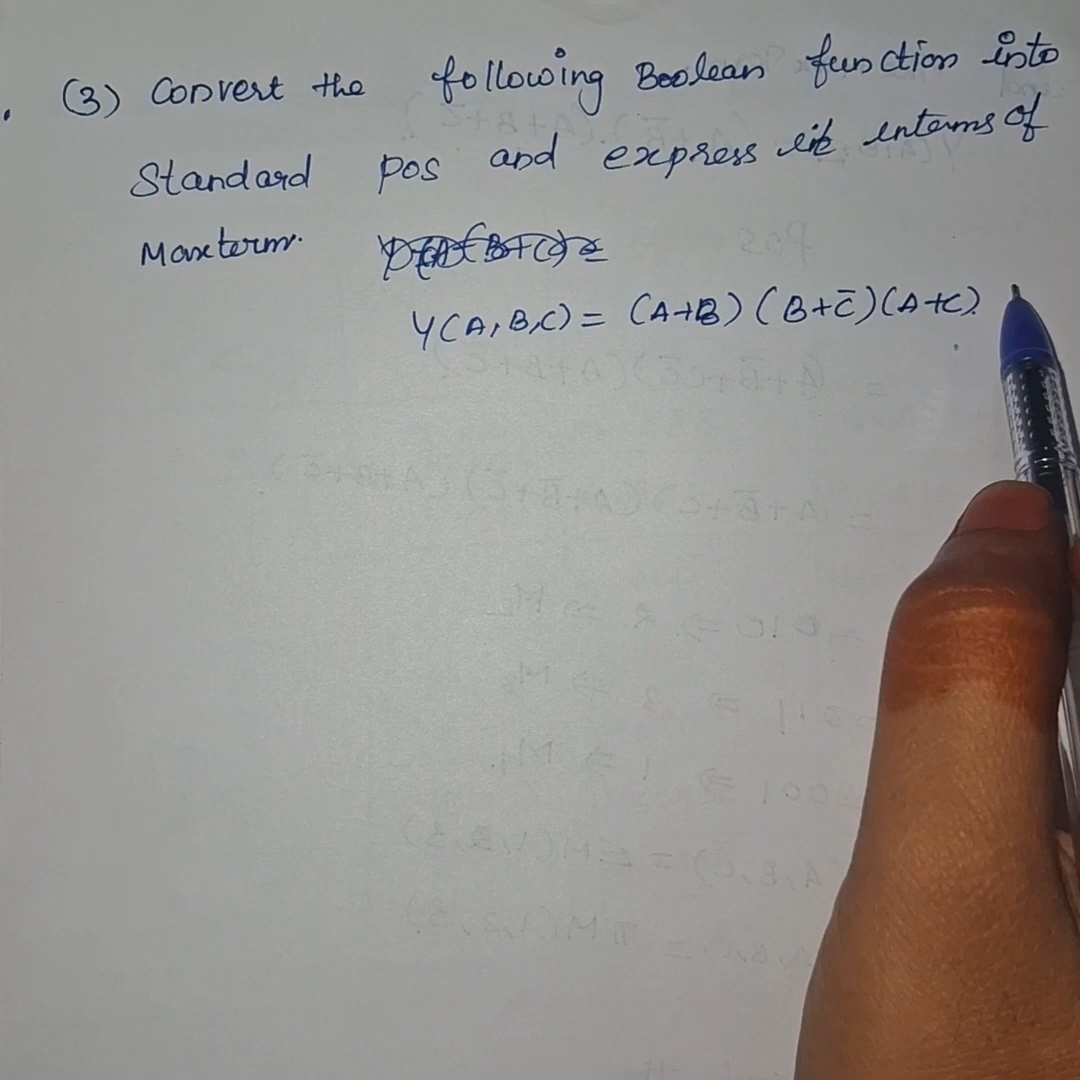 (3) Convert the following Boolean function into
Standard POS and express it interms of
Maxterm.
Y(A, B, C) = (A+B) (B+C̅) (A+C).